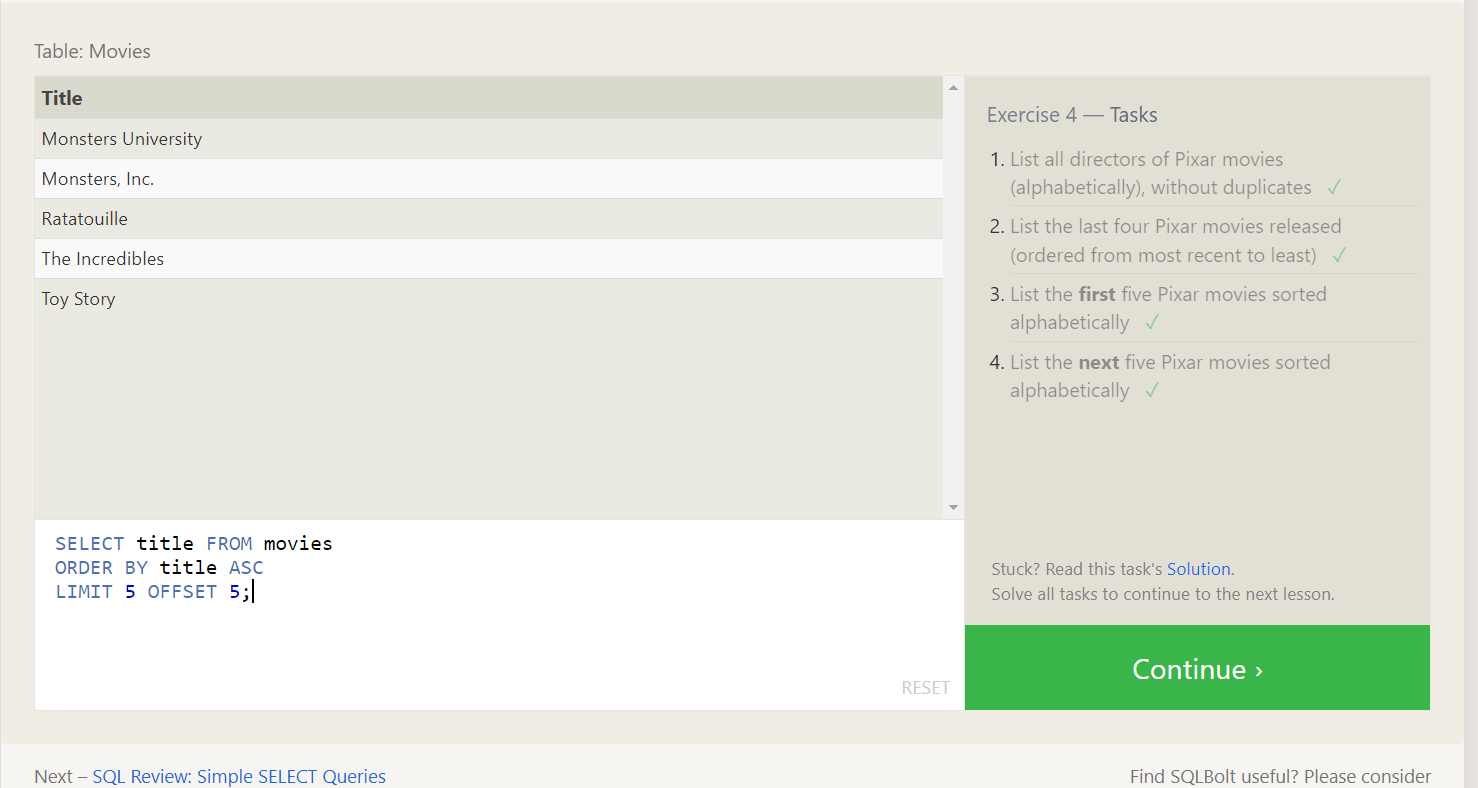 Table: Movies
Title
Monsters University
Monsters, Inc.
Ratatouille
The Incredibles
Toy Story
SELECT title FROM movies
ORDER BY title ASC
LIMIT 5 OFFSET 5;
RESET
Exercise 4 — Tasks
1. List all directors of Pixar movies
(alphabetically), without duplicates ✓
2. List the last four Pixar movies released
(ordered from most recent to least) ✓
3. List the first five Pixar movies sorted
alphabetically ✓
4. List the next five Pixar movies sorted
alphabetically ✓
Stuck? Read this task's Solution.
Solve all tasks to continue to the next lesson.
Continue ›
Next – SQL Review: Simple SELECT Queries
Find SQLBolt useful? Please consider